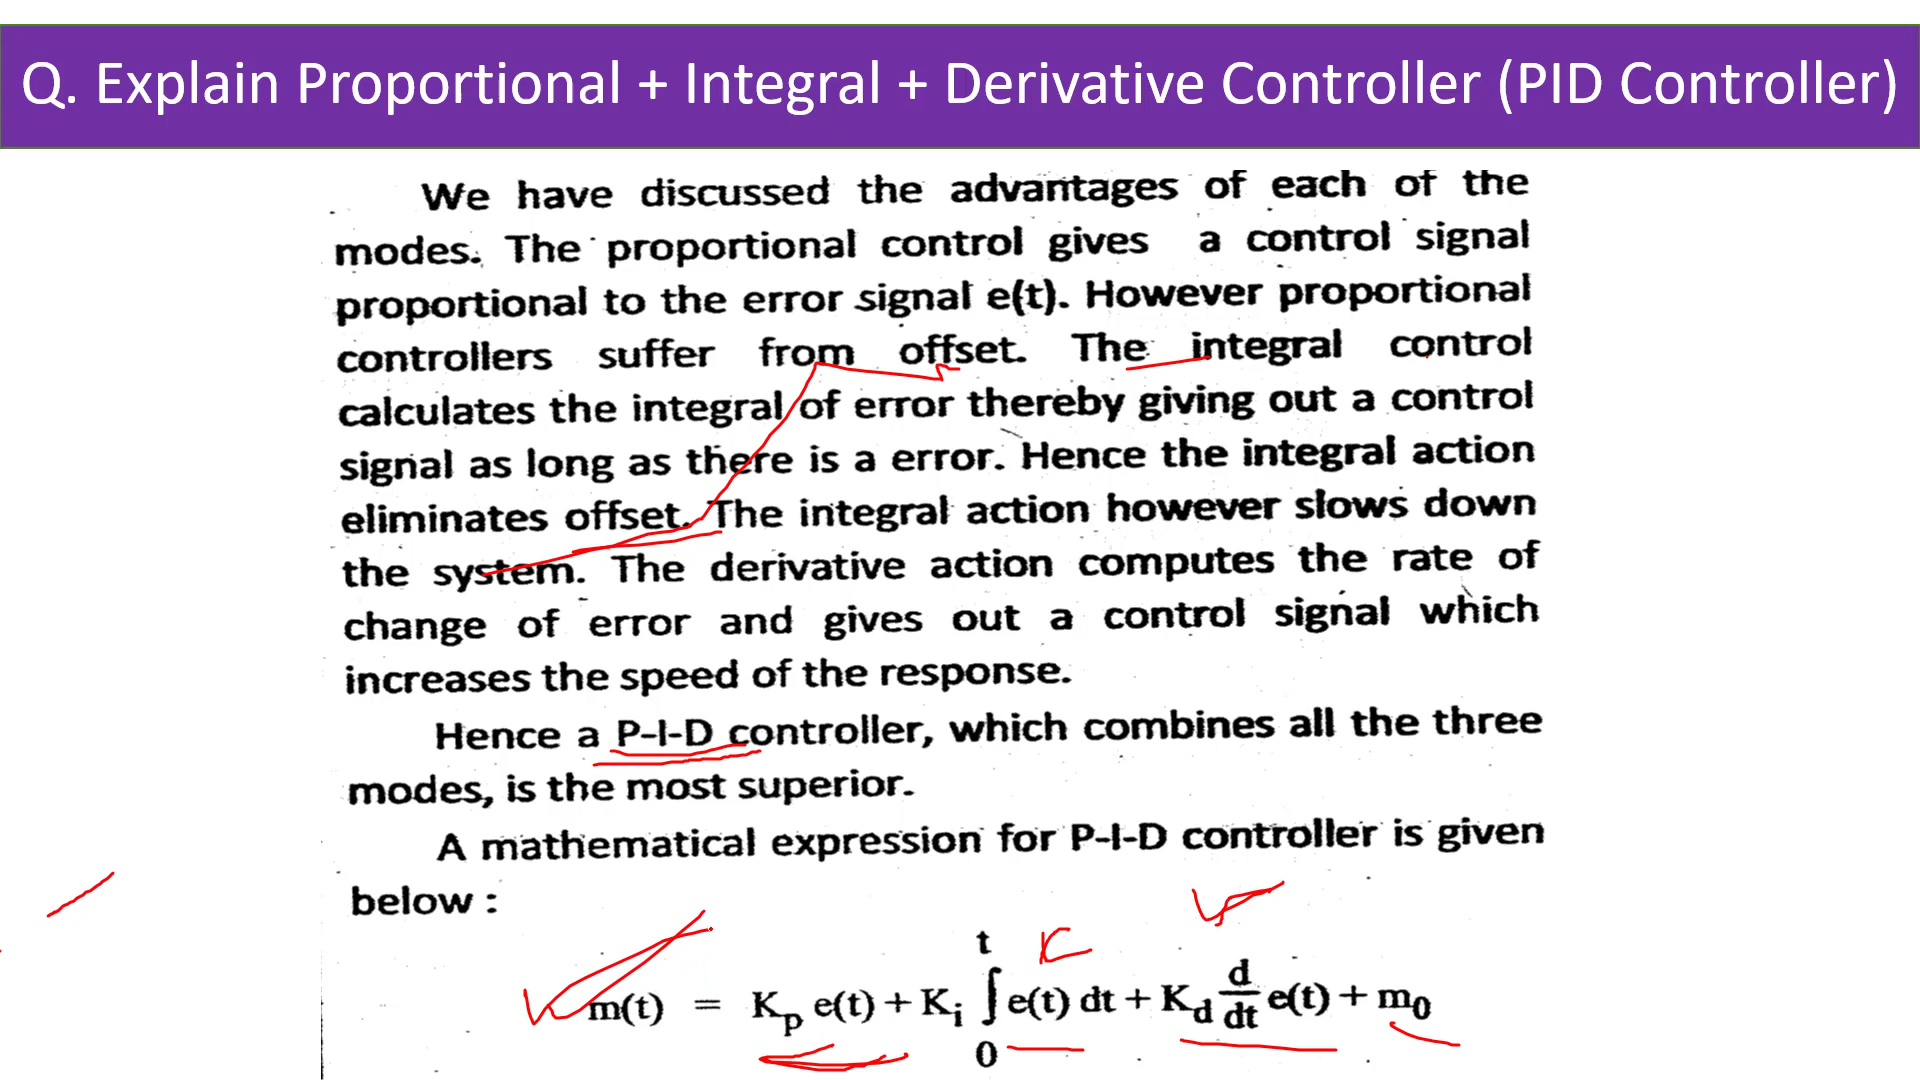 Q. Explain Proportional + Integral + Derivative Controller (PID Controller)
We have discussed the advantages of each of the
modes. The proportional control gives a control signal
proportional to the error signal e(t). However proportional
controllers suffer from offset. The integral control
calculates the integral of error thereby giving out a control
signal as long as there is a error. Hence the integral action
eliminates offset. The integral action however slows down
the system. The derivative action computes the rate of
change of error and gives out a control signal which
increases the speed of the response.
Hence a P-I-D controller, which combines all the three
modes, is the most superior.
A mathematical expression for P-I-D controller is given
below :
m(t) = K_p e(t) + K_i ∫_0^t e(t) dt + K_d d/dt e(t) + m_0